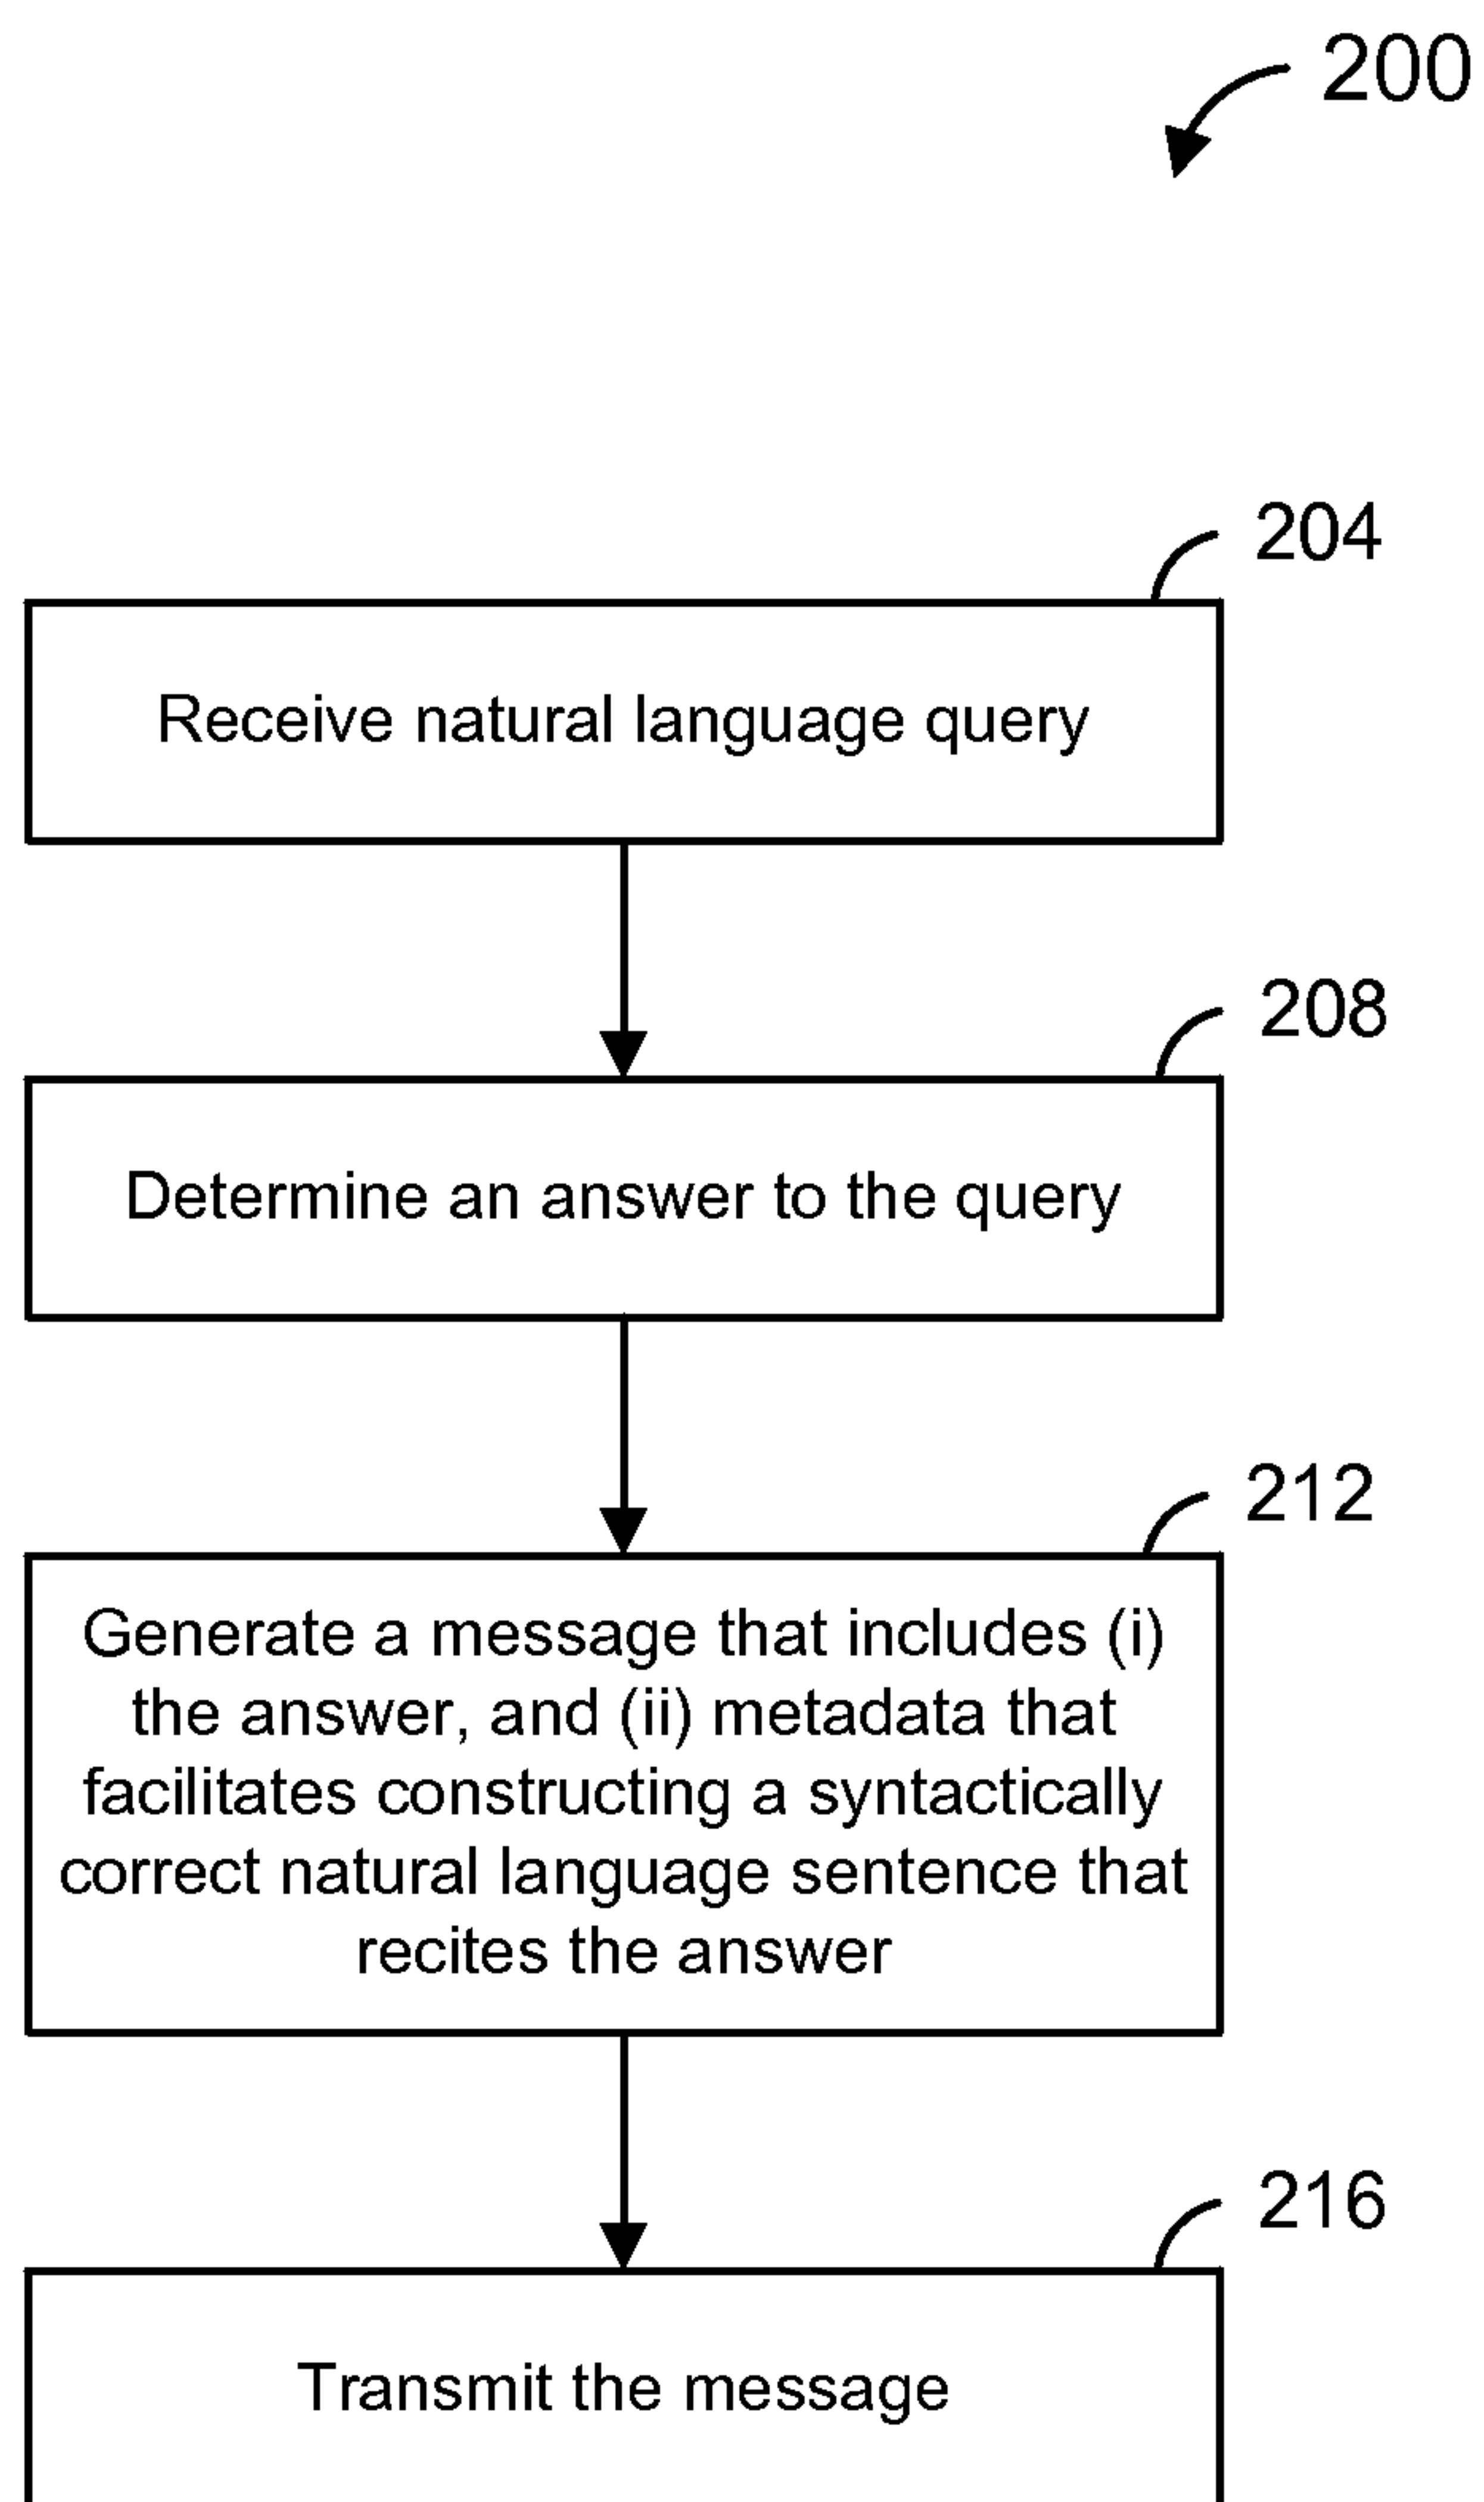 200
204
Receive natural language query
208
Determine an answer to the query
212
Generate a message that includes (i)
the answer, and (ii) metadata that
facilitates constructing a syntactically
correct natural language sentence that
recites the answer
216
Transmit the message